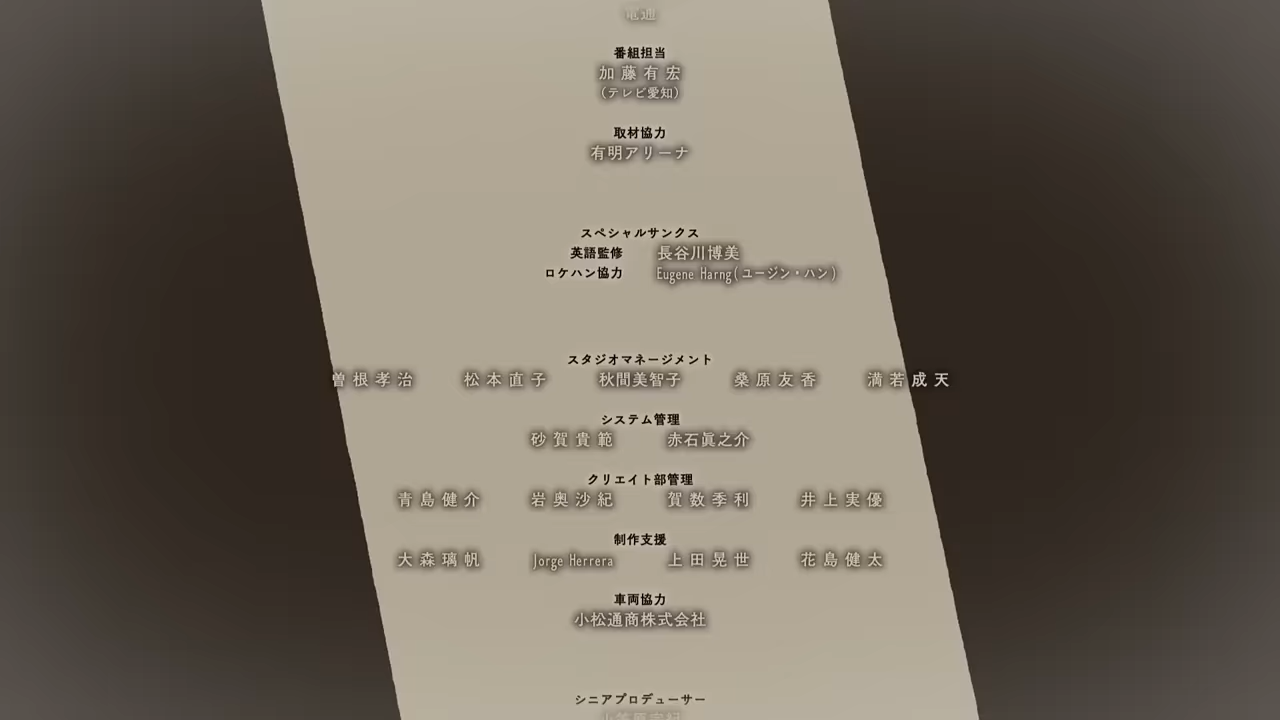 電通
番組担当
加藤有宏
(テレビ愛知)
取材協力
有明アリーナ
スペシャルサンクス
英語監修 長谷川博美
ロケハン協力 Eugene Harng(ユージン・ハン)
スタジオマネージメント
曽根孝治 松本直子 秋間美智子 桑原友香 満若成天
システム管理
砂賀貴範 赤石眞之介
クリエイト部管理
青島健介 岩奥沙紀 賀数季利 井上実優
制作支援
大森璃帆 Jorge Herrera 上田晃世 花島健太
車両協力
小松通商株式会社
シニアプロデューサー